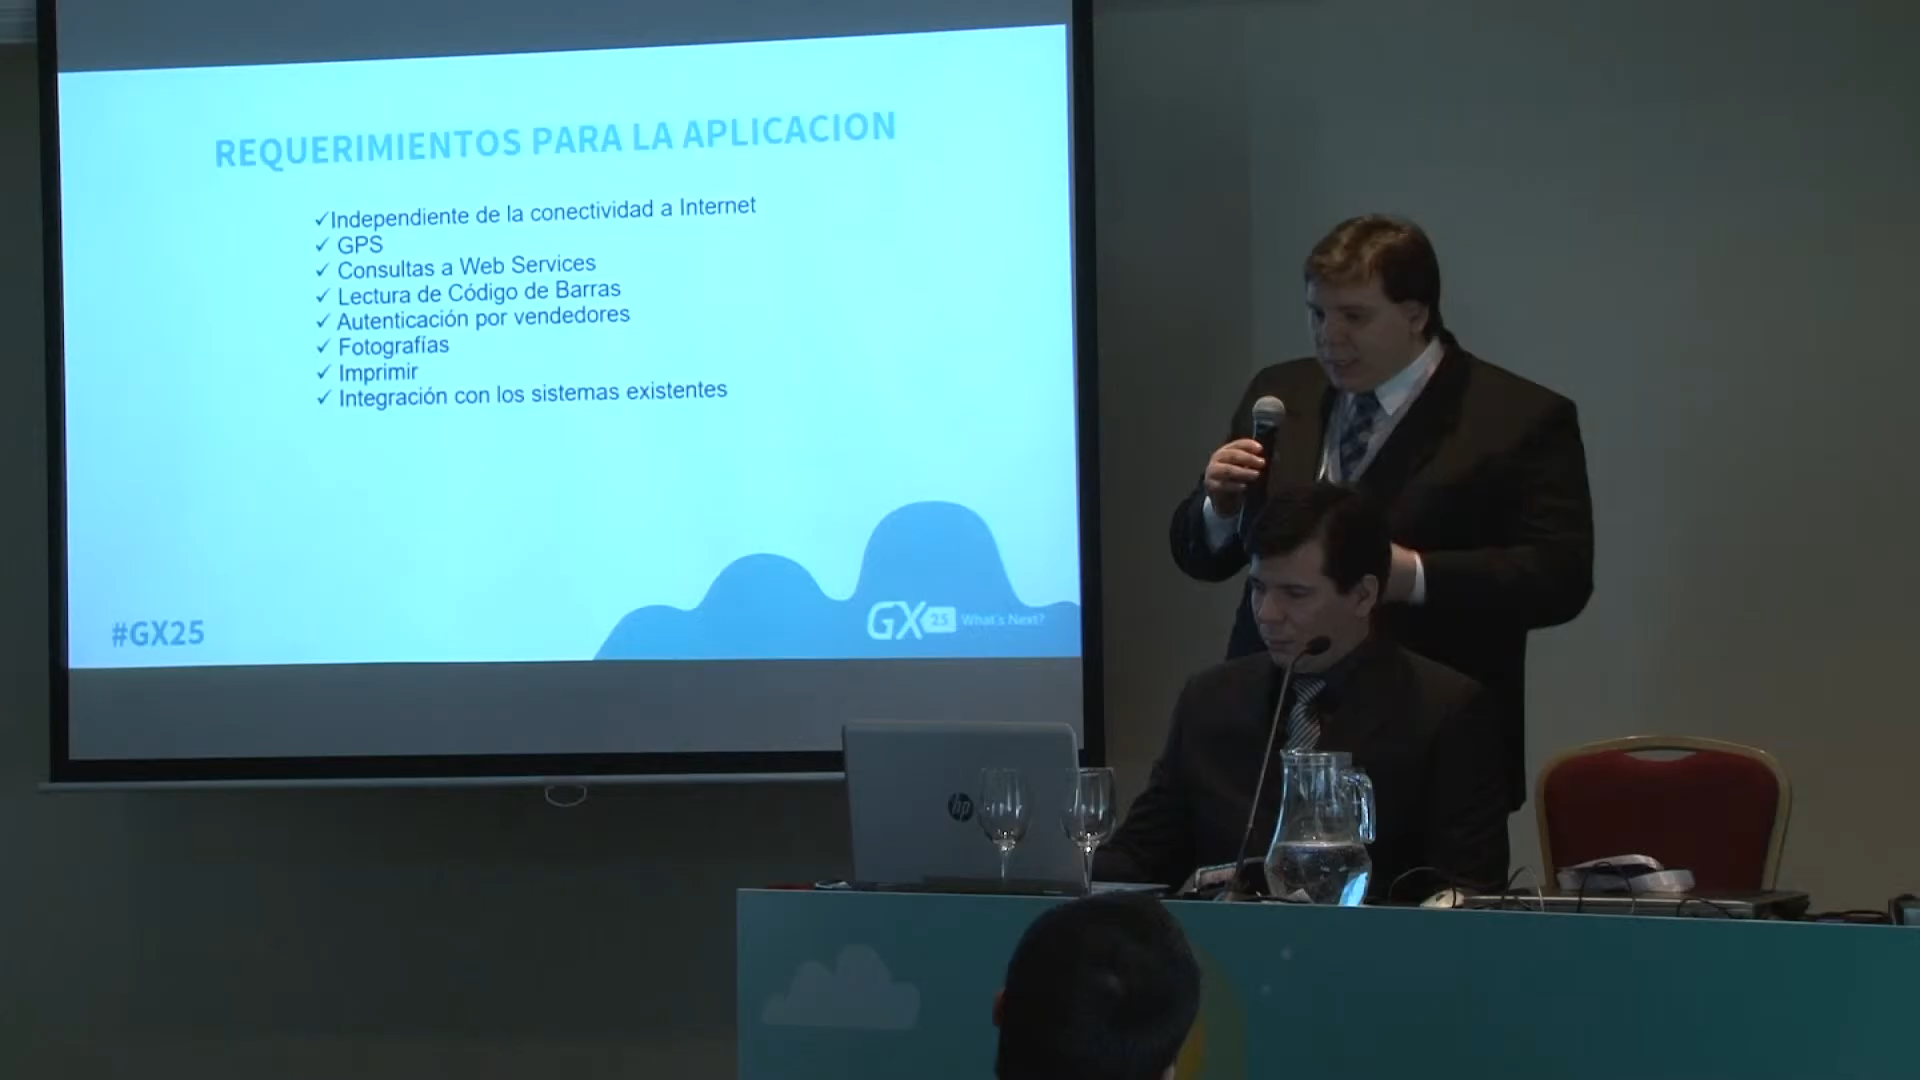 REQUERIMIENTOS PARA LA APLICACION
✓Independiente de la conectividad a Internet
✓ GPS
✓ Consultas a Web Services
✓ Lectura de Código de Barras
✓ Autenticación por vendedores
✓ Fotografías
✓ Imprimir
✓ Integración con los sistemas existentes
#GX25
GX 25 What's Next?
hp